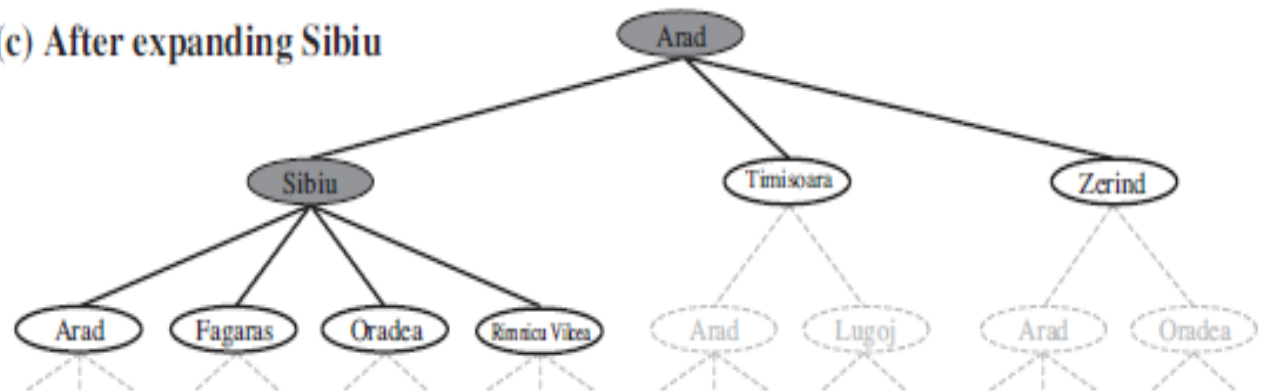 (c) After expanding Sibiu
Arad
Sibiu
Timisoara
Zerind
Arad
Fagaras
Oradea
Rimnicu Vilcea
Arad
Lugoj
Arad
Oradea